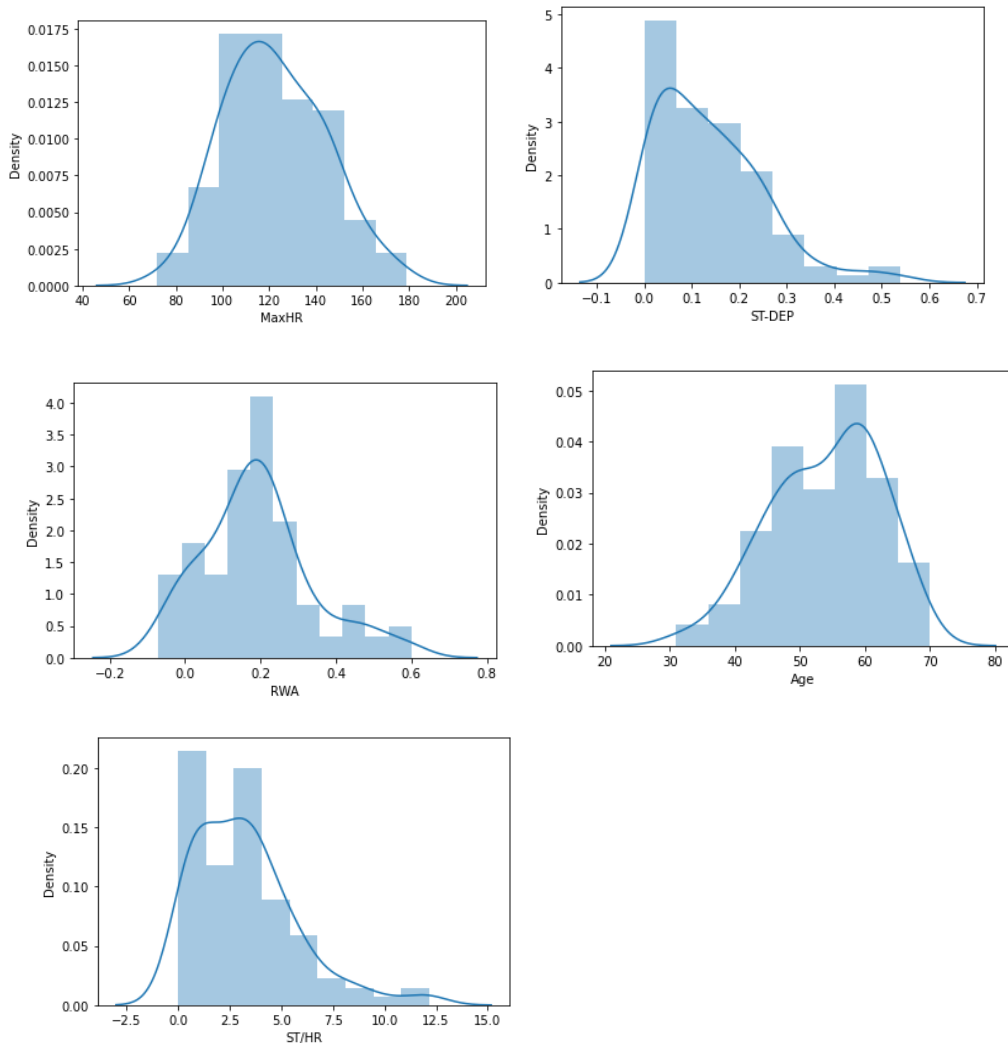 Density
0.0175
0.0150
0.0125
0.0100
0.0075
0.0050
0.0025
0.0000
40 60 80 100 120 140 160 180 200
MaxHR
Density
5
4
3
2
1
0
−0.1 0.0 0.1 0.2 0.3 0.4 0.5 0.6 0.7
ST-DEP
Density
4.0
3.5
3.0
2.5
2.0
1.5
1.0
0.5
0.0
−0.2 0.0 0.2 0.4 0.6 0.8
RWA
Density
0.05
0.04
0.03
0.02
0.01
0.00
20 30 40 50 60 70 80
Age
Density
0.20
0.15
0.10
0.05
0.00
−2.5 0.0 2.5 5.0 7.5 10.0 12.5 15.0
ST/HR